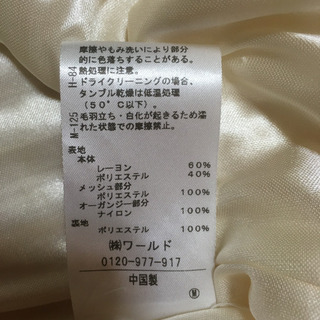 摩擦やもみ洗いにより部分
的に色落ちすることがある。
熱処理に注意。
ドライクリーニングの場合、
タンブル乾燥は低温処理
(50°C以下)。
毛羽立ち・白化が起きるため濡
れた状態での摩擦禁止。
H-84
M-125
表地
本体
レーヨン 60%
ポリエステル 40%
メッシュ部分
ポリエステル 100%
オーガンジー部分
ナイロン 100%
裏地
ポリエステル 100%
㈱ワールド
0120-977-917
中国製
M